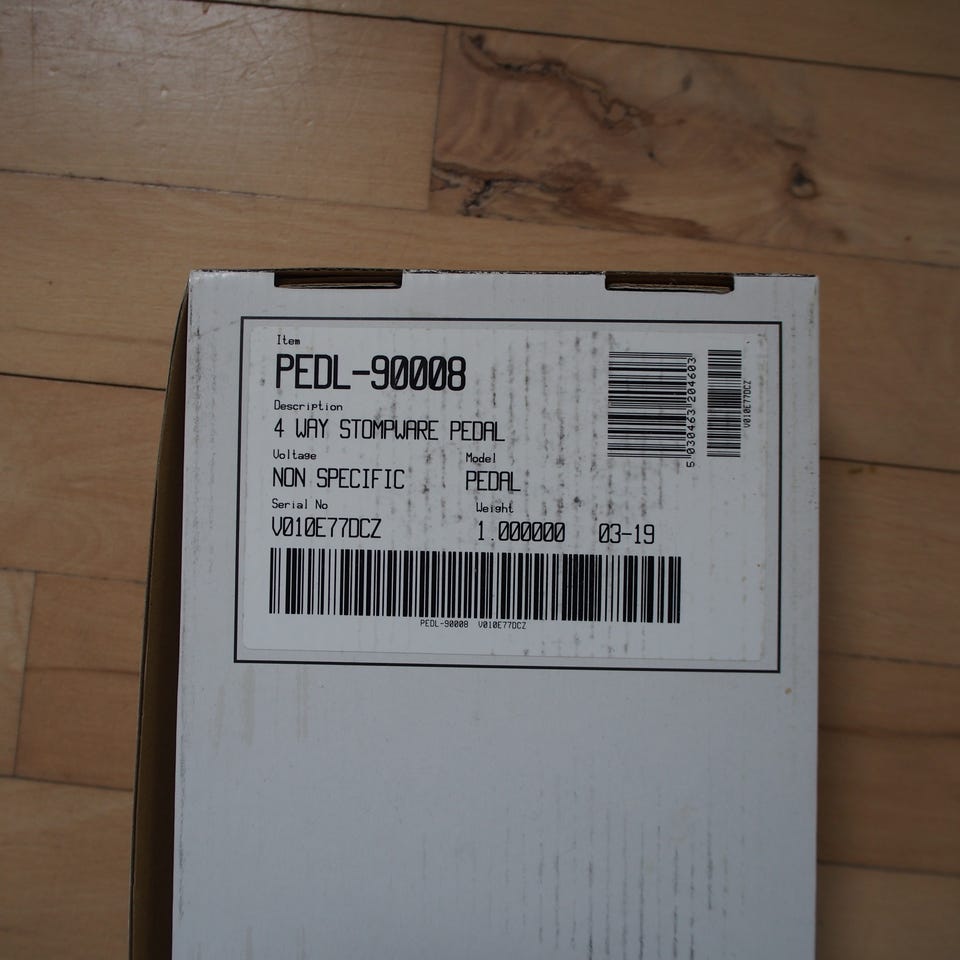 Item
PEDL-90008
Description
4 WAY STOMPWARE PEDAL
Voltage Model
NON SPECIFIC PEDAL
Serial No Weight
V010E77DCZ 1.000000 03-19
PEDL-90008 V010E77DCZ
5 030463 204603
V010E77DCZ